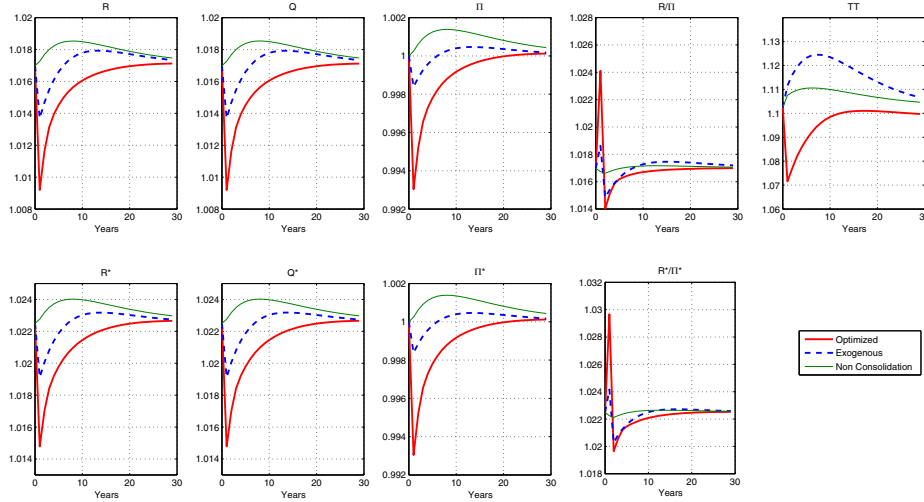 R
1.02
1.018
1.016
1.014
1.012
1.01
1.008
0 10 20 30
Years
Q
1.02
1.018
1.016
1.014
1.012
1.01
1.008
0 10 20 30
Years
Π
1.002
1
0.998
0.996
0.994
0.992
0 10 20 30
Years
R/Π
1.028
1.026
1.024
1.022
1.02
1.018
1.016
1.014
0 10 20 30
Years
TT
1.14
1.13
1.12
1.11
1.1
1.09
1.08
1.07
1.06
0 10 20 30
Years
R*
1.024
1.022
1.02
1.018
1.016
1.014
0 10 20 30
Years
Q*
1.024
1.022
1.02
1.018
1.016
1.014
0 10 20 30
Years
Π*
1.002
1
0.998
0.996
0.994
0.992
0 10 20 30
Years
R*/Π*
1.032
1.03
1.028
1.026
1.024
1.022
1.02
1.018
0 10 20 30
Years
Optimized
Exogenous
Non Consolidation